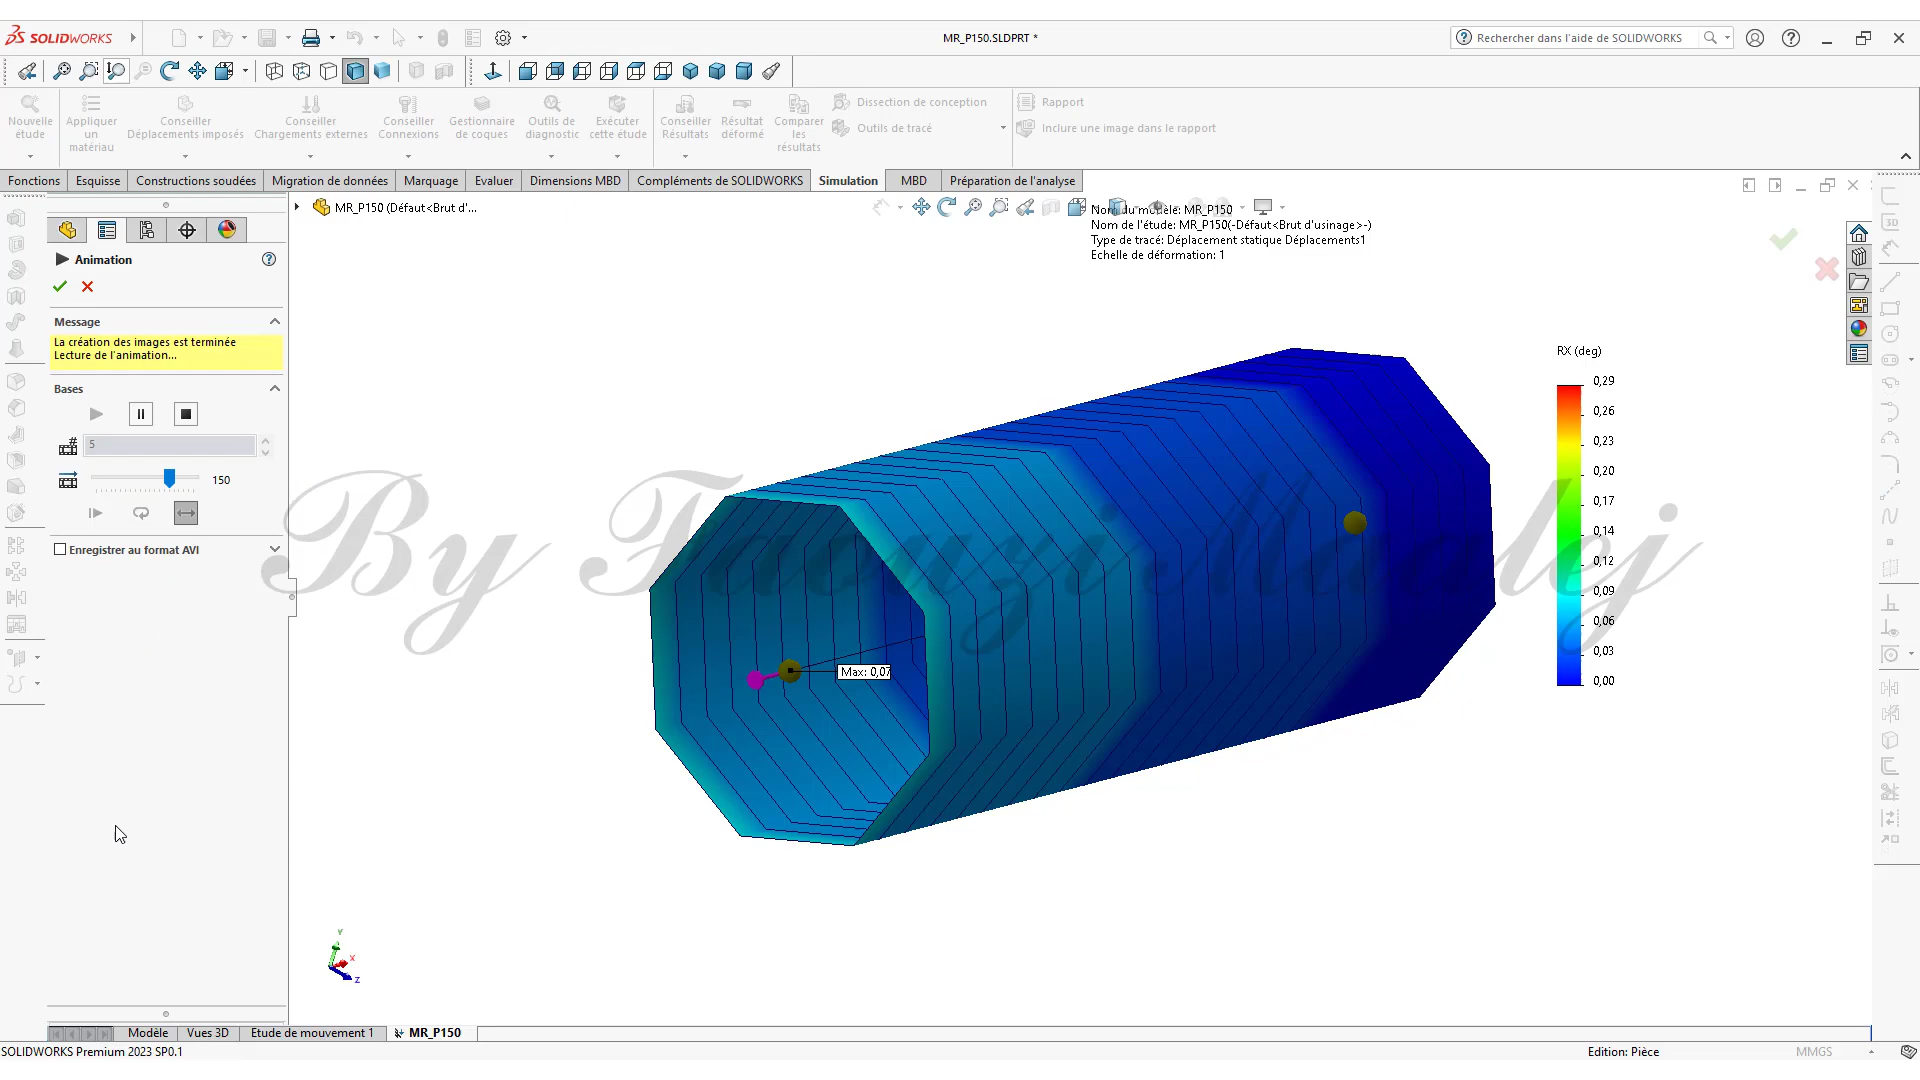 SOLIDWORKS
MR_P150.SLDPRT *
Rechercher dans l'aide de SOLIDWORKS
Nouvelle étude
Appliquer un matériau
Conseiller Déplacements imposés
Conseiller Chargements externes
Conseiller Connexions
Gestionnaire de coques
Outils de diagnostic
Exécuter cette étude
Conseiller Résultats
Résultat déformé
Comparer les résultats
Dissection de conception
Outils de tracé
Rapport
Inclure une image dans le rapport
Fonctions
Esquisse
Constructions soudées
Migration de données
Marquage
Evaluer
Dimensions MBD
Compléments de SOLIDWORKS
Simulation
MBD
Préparation de l'analyse
MR_P150 (Défaut<Brut d'...
Nom du modèle: MR_P150
Nom de l'étude: MR_P150(-Défaut<Brut d'usinage>-)
Type de tracé: Déplacement statique Déplacements1
Echelle de déformation: 1
Animation
Message
La création des images est terminée
Lecture de l'animation...
Bases
5
150
Enregistrer au format AVI
RX (deg)
0,29
0,26
0,23
0,20
0,17
0,14
0,12
0,09
0,06
0,03
0,00
By Faouzi Maalej
Max: 0,07
Y
X
Z
Modèle
Vues 3D
Etude de mouvement 1
MR_P150
SOLIDWORKS Premium 2023 SP0.1
Edition: Pièce
MMGS